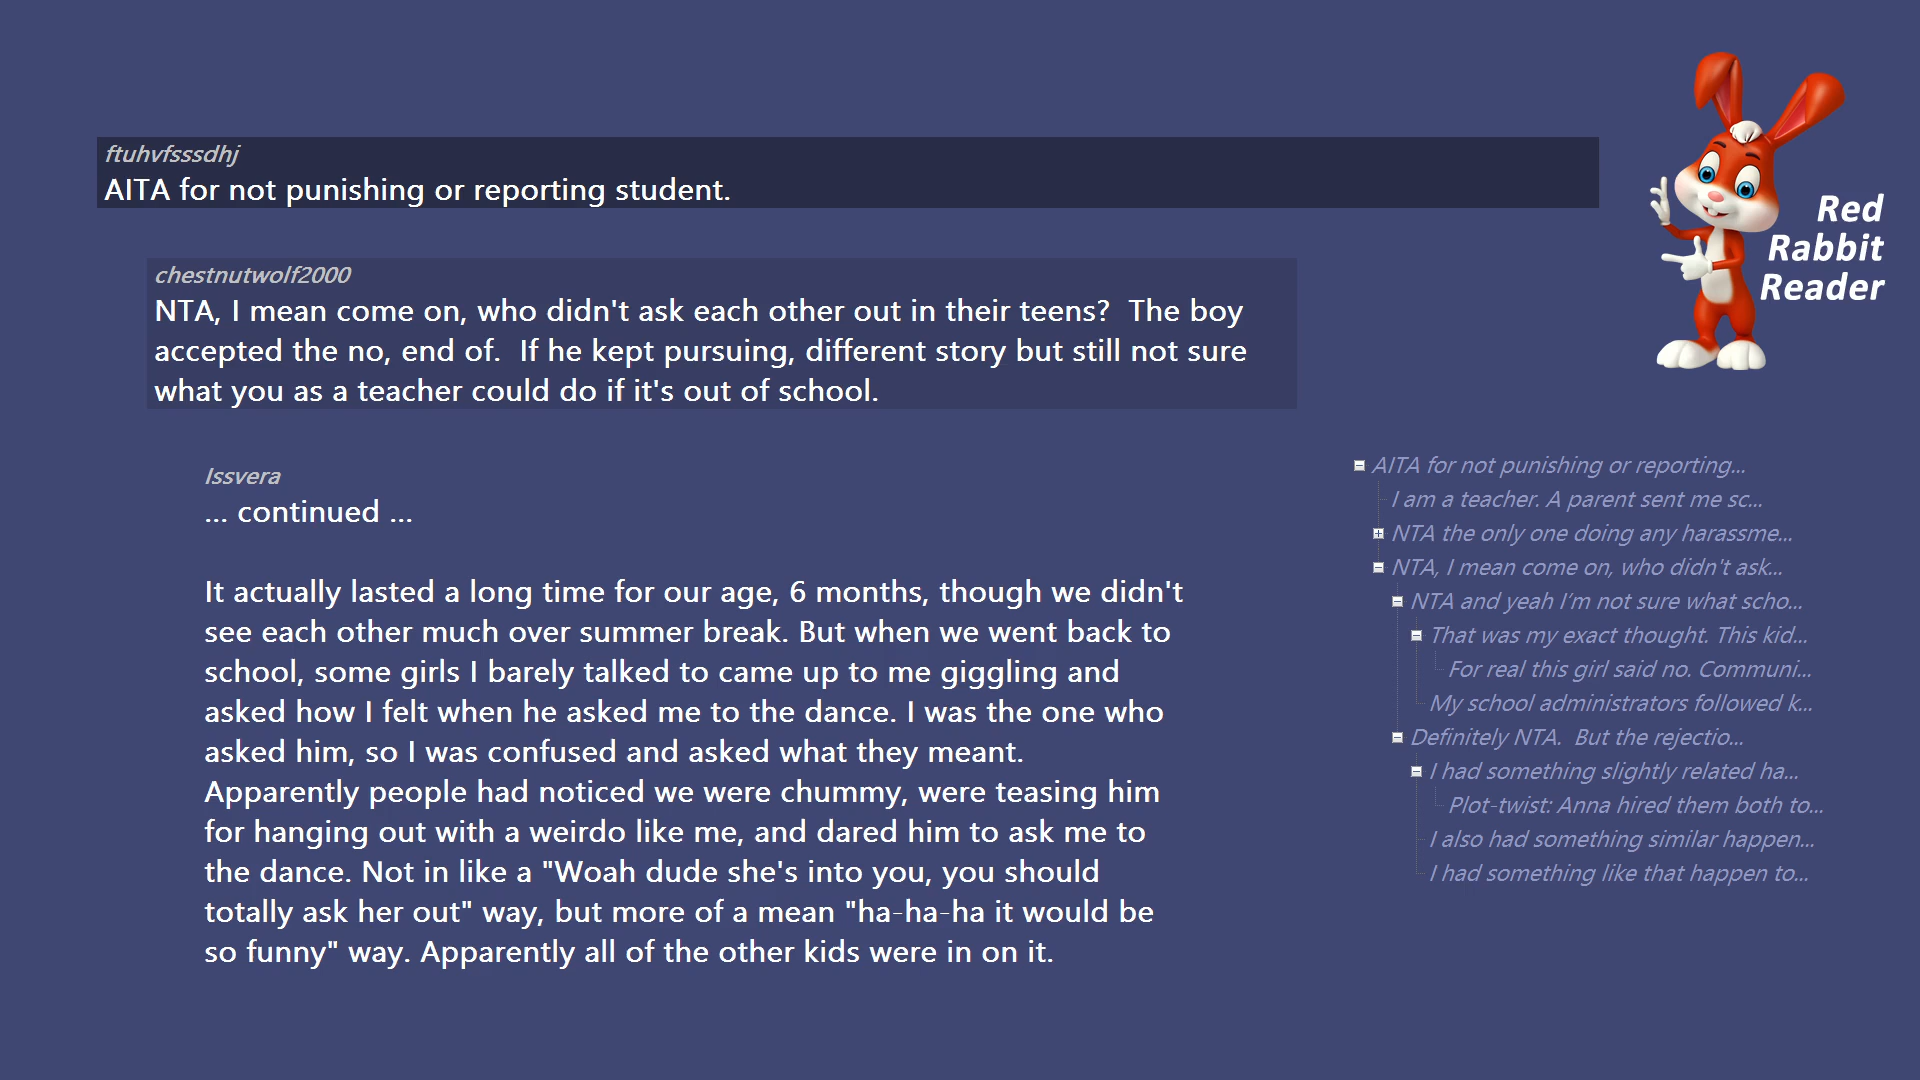 ftuhvfsssdhj
AITA for not punishing or reporting student.
Red
Rabbit
Reader
chestnutwolf2000
NTA, I mean come on, who didn't ask each other out in their teens?  The boy
accepted the no, end of.  If he kept pursuing, different story but still not sure
what you as a teacher could do if it's out of school.
Issvera
... continued ...
It actually lasted a long time for our age, 6 months, though we didn't
see each other much over summer break. But when we went back to
school, some girls I barely talked to came up to me giggling and
asked how I felt when he asked me to the dance. I was the one who
asked him, so I was confused and asked what they meant.
Apparently people had noticed we were chummy, were teasing him
for hanging out with a weirdo like me, and dared him to ask me to
the dance. Not in like a "Woah dude she's into you, you should
totally ask her out" way, but more of a mean "ha-ha-ha it would be
so funny" way. Apparently all of the other kids were in on it.
AITA for not punishing or reporting...
I am a teacher. A parent sent me sc...
NTA the only one doing any harassme...
NTA, I mean come on, who didn't ask...
NTA and yeah I’m not sure what scho...
That was my exact thought. This kid...
For real this girl said no. Communi...
My school administrators followed k...
Definitely NTA.  But the rejectio...
I had something slightly related ha...
Plot-twist: Anna hired them both to...
I also had something similar happen...
I had something like that happen to...